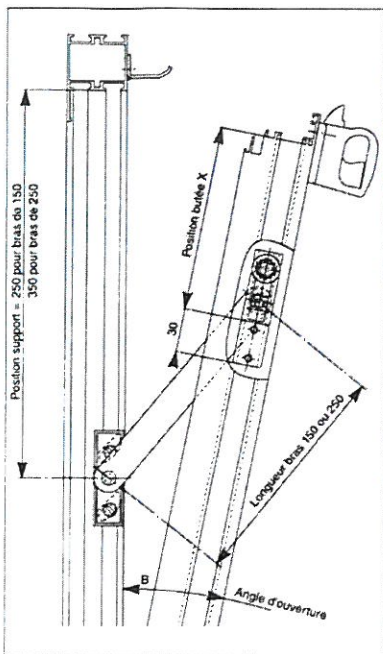 Position support = 250 pour bras de 150
350 pour bras de 250
Position butée X
30
Longueur bras 150 ou 250
B
Angle d'ouverture